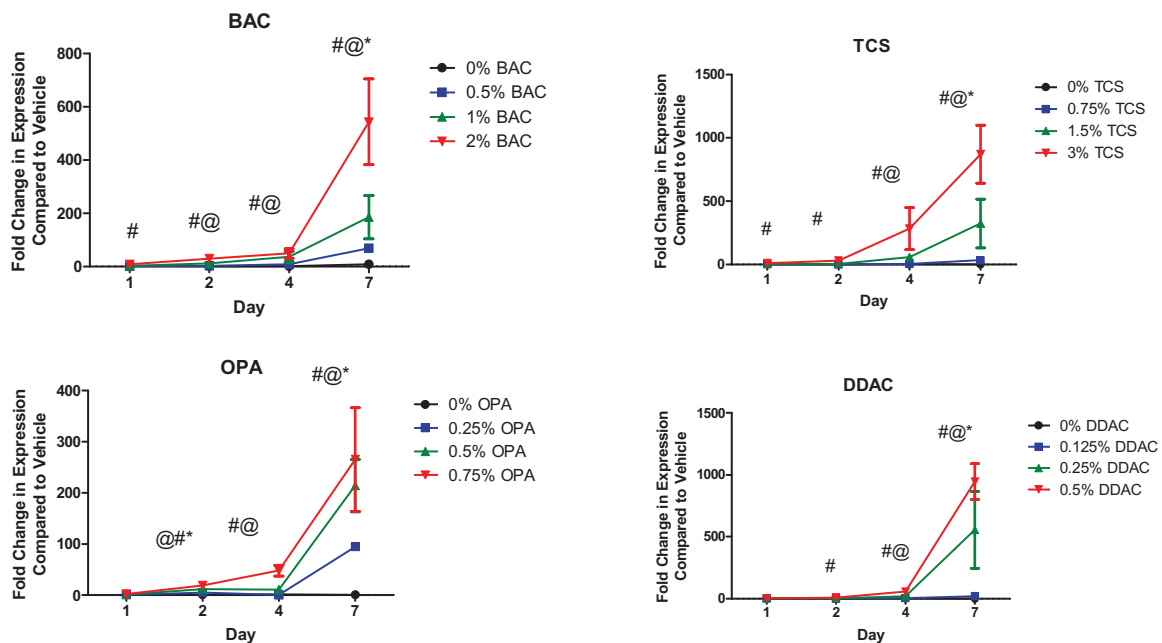 BAC
#@*
800
600
400
200
0
#
#@
#@
1
2
4
7
Day
Fold Change in Expression
Compared to Vehicle
0% BAC
0.5% BAC
1% BAC
2% BAC
TCS
#@*
1500
1000
500
0
#
#
#@
1
2
4
7
Day
Fold Change in Expression
Compared to Vehicle
0% TCS
0.75% TCS
1.5% TCS
3% TCS
OPA
#@*
400
300
200
100
0
@#*
#@
1
2
4
7
Day
Fold Change in Expression
Compared to Vehicle
0% OPA
0.25% OPA
0.5% OPA
0.75% OPA
DDAC
#@*
1500
1000
500
0
#
#@
1
2
4
7
Day
Fold Change in Expression
Compared to Vehicle
0% DDAC
0.125% DDAC
0.25% DDAC
0.5% DDAC